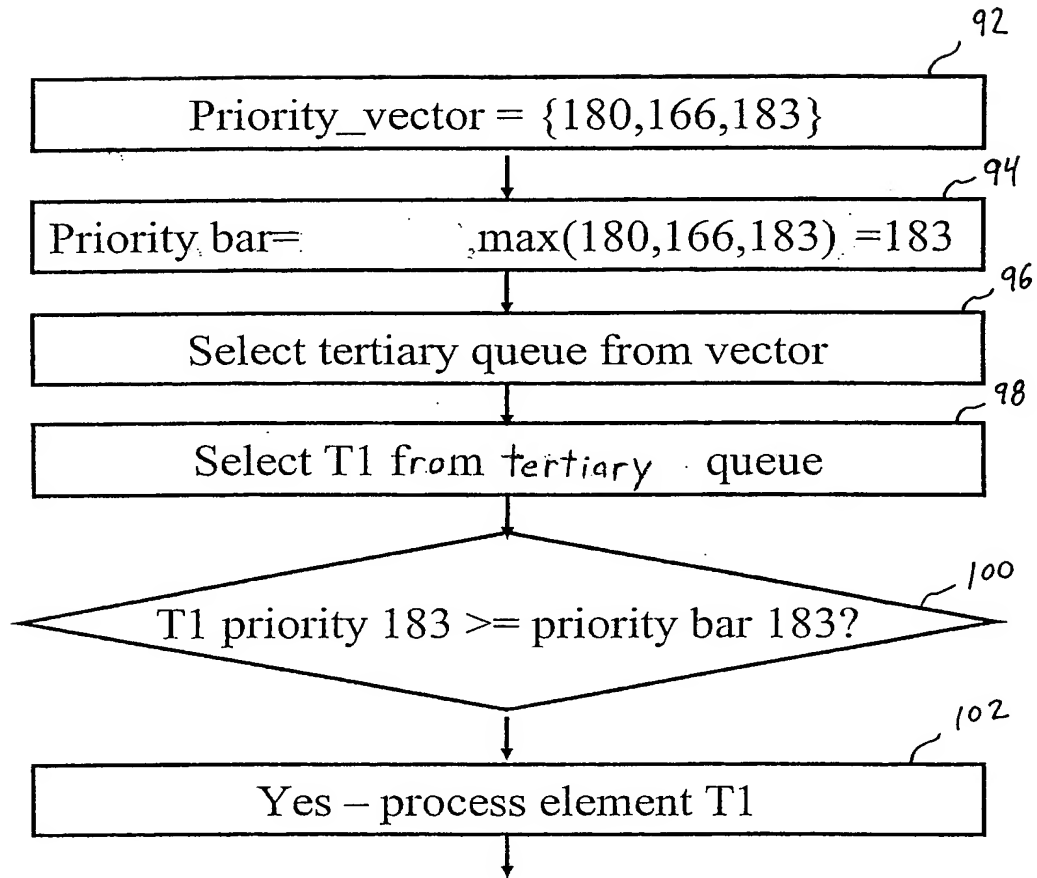 92
Priority_vector = {180,166,183}
94
Priority bar= ,max(180,166,183) =183
96
Select tertiary queue from vector
98
Select T1 from tertiary queue
100
T1 priority 183 >= priority bar 183?
102
Yes – process element T1